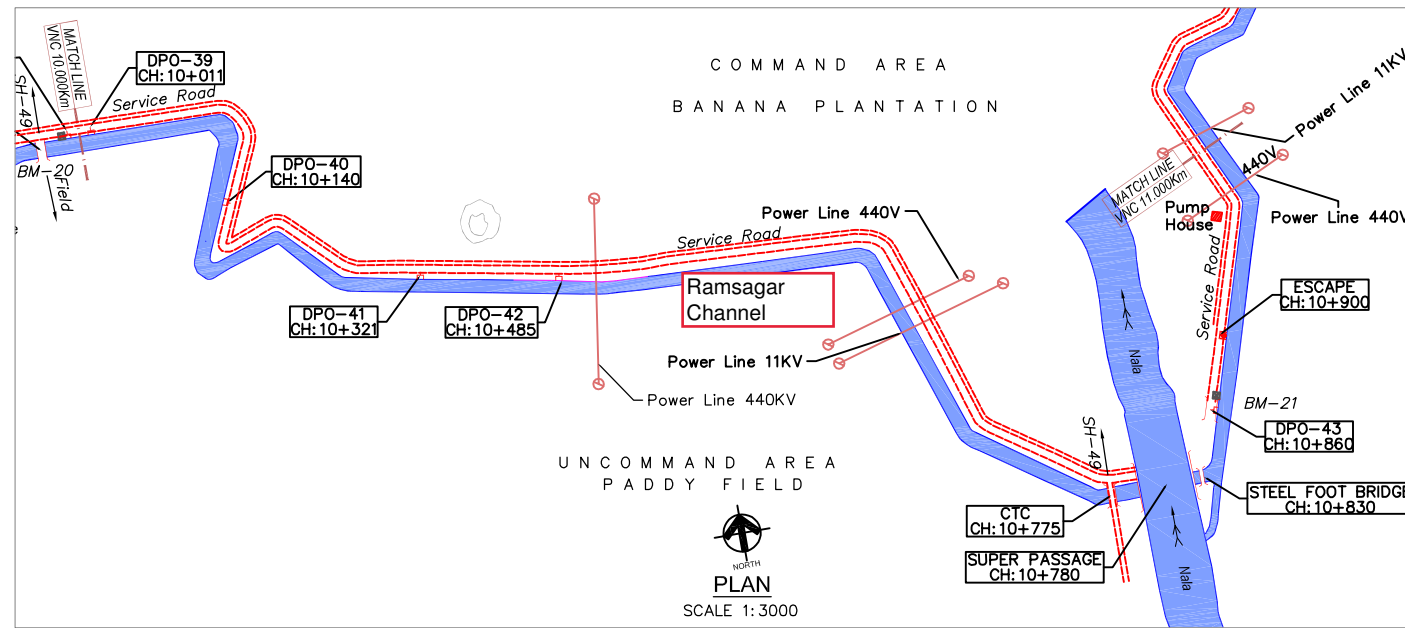 MATCH LINE
VNC 10.000Km
DPO-39
CH:10+011
Service Road
SH-49
BM-20
Field
DPO-40
CH:10+140
COMMAND AREA
BANANA PLANTATION
Power Line 11KV
440V
MATCH LINE
VNC 11.000Km
Pump
House
Power Line 440V
Power Line 440V
Service Road
Service Road
Ramsagar
Channel
DPO-41
CH:10+321
DPO-42
CH:10+485
ESCAPE
CH:10+900
Power Line 11KV
Nala
Power Line 440KV
BM-21
DPO-43
CH:10+860
SH-49
UNCOMMAND AREA
PADDY FIELD
STEEL FOOT BRIDGE
CH:10+830
CTC
CH:10+775
SUPER PASSAGE
CH:10+780
Nala
NORTH
PLAN
SCALE 1:3000